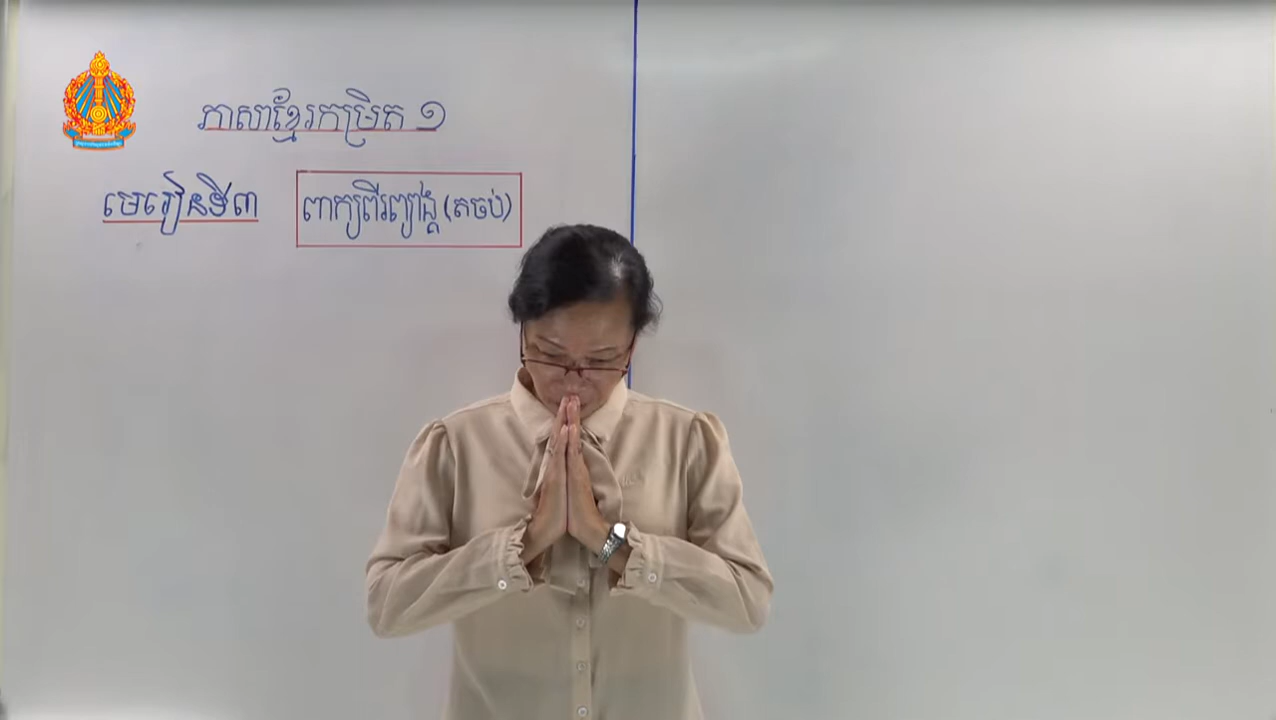 ភាសាខ្មែរកម្រិត ១
មេរៀនទី៣
ពាក្យពីរព្យាង្គ (តចប់)